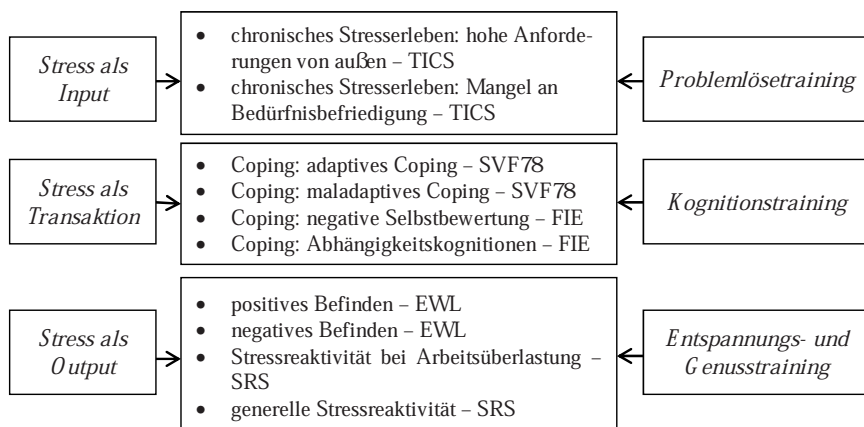 Stress als
Input
• chronisches Stresserleben: hohe Anforde-
rungen von außen – TICS
• chronisches Stresserleben: Mangel an
Bedürfnisbefriedigung – TICS
Problemlösetraining
Stress als
Transaktion
• Coping: adaptives Coping – SVF78
• Coping: maladaptives Coping – SVF78
• Coping: negative Selbstbewertung – FIE
• Coping: Abhängigkeitskognitionen – FIE
Kognitionstraining
Stress als
Output
• positives Befinden – EWL
• negatives Befinden – EWL
• Stressreaktivität bei Arbeitsüberlastung –
SRS
• generelle Stressreaktivität – SRS
Entspannungs- und
Genusstraining